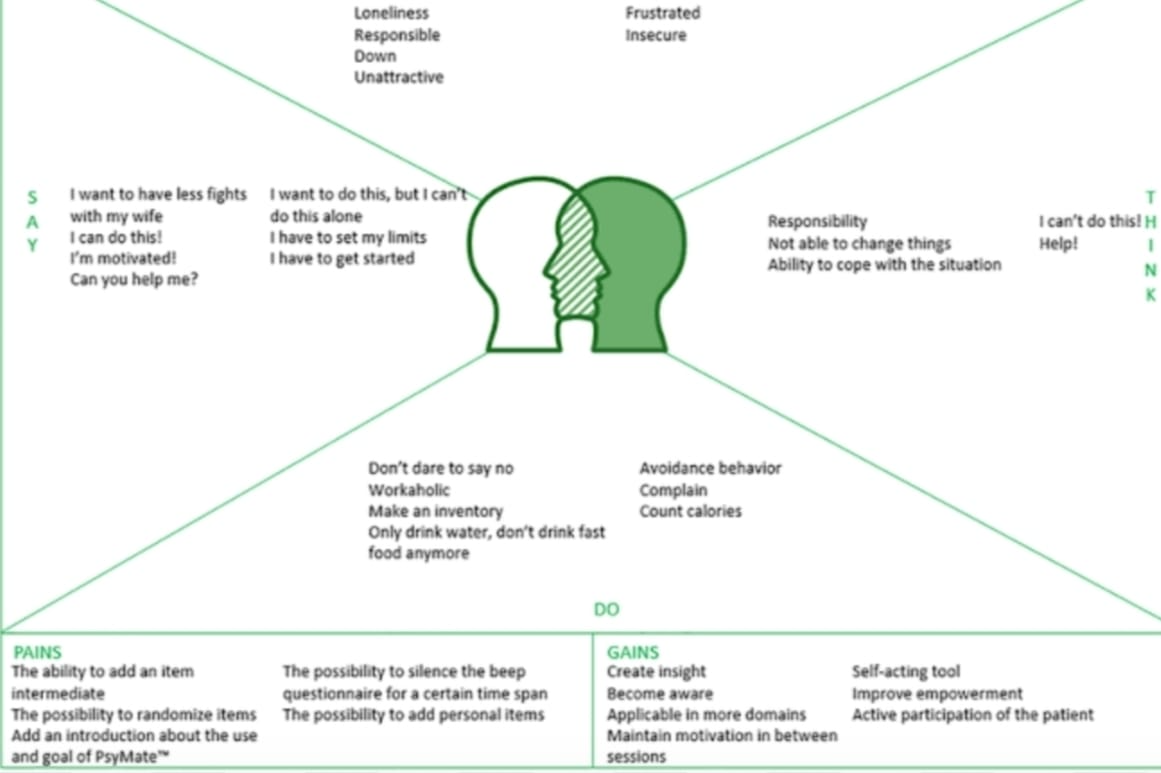 Loneliness
Responsible
Down
Unattractive
Frustrated
Insecure
SAY
I want to have less fights
with my wife
I can do this!
I'm motivated!
Can you help me?
I want to do this, but I can't
do this alone
I have to set my limits
I have to get started
Responsibility
Not able to change things
Ability to cope with the situation
I can't do this!
Help!
THINK
Don't dare to say no
Workaholic
Make an inventory
Only drink water, don't drink fast
food anymore
Avoidance behavior
Complain
Count calories
DO
PAINS
The ability to add an item
intermediate
The possibility to randomize items
Add an introduction about the use
and goal of PsyMate™
The possibility to silence the beep
questionnaire for a certain time span
The possibility to add personal items
GAINS
Create insight
Become aware
Applicable in more domains
Maintain motivation in between
sessions
Self-acting tool
Improve empowerment
Active participation of the patient